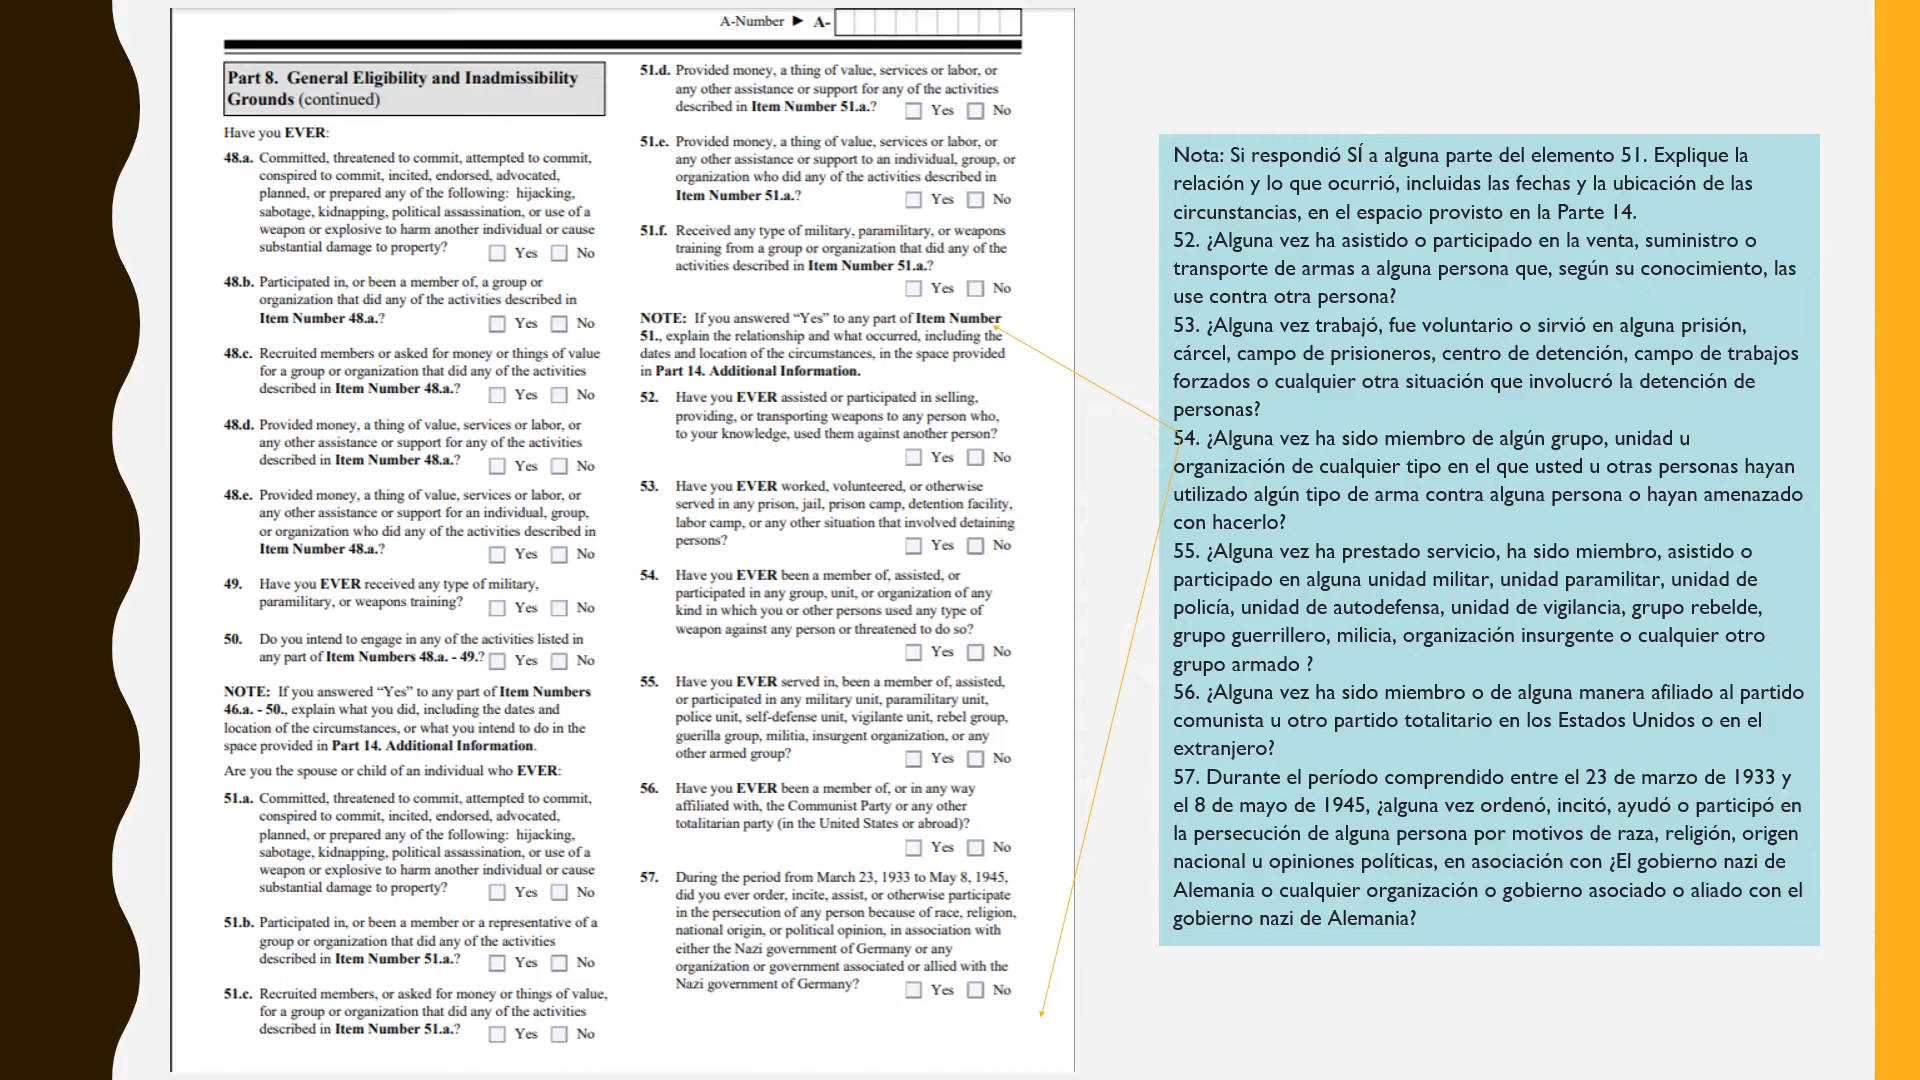 A-Number ► A-
Part 8. General Eligibility and Inadmissibility
Grounds (continued)
Have you EVER:
48.a. Committed, threatened to commit, attempted to commit,
conspired to commit, incited, endorsed, advocated,
planned, or prepared any of the following: hijacking,
sabotage, kidnapping, political assassination, or use of a
weapon or explosive to harm another individual or cause
substantial damage to property? Yes No
48.b. Participated in, or been a member of, a group or
organization that did any of the activities described in
Item Number 48.a.? Yes No
48.c. Recruited members or asked for money or things of value
for a group or organization that did any of the activities
described in Item Number 48.a.? Yes No
48.d. Provided money, a thing of value, services or labor, or
any other assistance or support for any of the activities
described in Item Number 48.a.? Yes No
48.e. Provided money, a thing of value, services or labor, or
any other assistance or support for an individual, group,
or organization who did any of the activities described in
Item Number 48.a.? Yes No
49. Have you EVER received any type of military,
paramilitary, or weapons training? Yes No
50. Do you intend to engage in any of the activities listed in
any part of Item Numbers 48.a. - 49.? Yes No
NOTE: If you answered “Yes” to any part of Item Numbers
46.a. - 50., explain what you did, including the dates and
location of the circumstances, or what you intend to do in the
space provided in Part 14. Additional Information.
Are you the spouse or child of an individual who EVER:
51.a. Committed, threatened to commit, attempted to commit,
conspired to commit, incited, endorsed, advocated,
planned, or prepared any of the following: hijacking,
sabotage, kidnapping, political assassination, or use of a
weapon or explosive to harm another individual or cause
substantial damage to property? Yes No
51.b. Participated in, or been a member or a representative of a
group or organization that did any of the activities
described in Item Number 51.a.? Yes No
51.c. Recruited members, or asked for money or things of value,
for a group or organization that did any of the activities
described in Item Number 51.a.? Yes No
51.d. Provided money, a thing of value, services or labor, or
any other assistance or support for any of the activities
described in Item Number 51.a.? Yes No
51.e. Provided money, a thing of value, services or labor, or
any other assistance or support to an individual, group, or
organization who did any of the activities described in
Item Number 51.a.? Yes No
51.f. Received any type of military, paramilitary, or weapons
training from a group or organization that did any of the
activities described in Item Number 51.a.?
Yes No
NOTE: If you answered “Yes” to any part of Item Number
51., explain the relationship and what occurred, including the
dates and location of the circumstances, in the space provided
in Part 14. Additional Information.
52. Have you EVER assisted or participated in selling,
providing, or transporting weapons to any person who,
to your knowledge, used them against another person?
Yes No
53. Have you EVER worked, volunteered, or otherwise
served in any prison, jail, prison camp, detention facility,
labor camp, or any other situation that involved detaining
persons? Yes No
54. Have you EVER been a member of, assisted, or
participated in any group, unit, or organization of any
kind in which you or other persons used any type of
weapon against any person or threatened to do so?
Yes No
55. Have you EVER served in, been a member of, assisted,
or participated in any military unit, paramilitary unit,
police unit, self-defense unit, vigilante unit, rebel group,
guerilla group, militia, insurgent organization, or any
other armed group? Yes No
56. Have you EVER been a member of, or in any way
affiliated with, the Communist Party or any other
totalitarian party (in the United States or abroad)?
Yes No
57. During the period from March 23, 1933 to May 8, 1945,
did you ever order, incite, assist, or otherwise participate
in the persecution of any person because of race, religion,
national origin, or political opinion, in association with
either the Nazi government of Germany or any
organization or government associated or allied with the
Nazi government of Germany? Yes No
Nota: Si respondió SÍ a alguna parte del elemento 51. Explique la
relación y lo que ocurrió, incluidas las fechas y la ubicación de las
circunstancias, en el espacio provisto en la Parte 14.
52. ¿Alguna vez ha asistido o participado en la venta, suministro o
transporte de armas a alguna persona que, según su conocimiento, las
use contra otra persona?
53. ¿Alguna vez trabajó, fue voluntario o sirvió en alguna prisión,
cárcel, campo de prisioneros, centro de detención, campo de trabajos
forzados o cualquier otra situación que involucró la detención de
personas?
54. ¿Alguna vez ha sido miembro de algún grupo, unidad u
organización de cualquier tipo en el que usted u otras personas hayan
utilizado algún tipo de arma contra alguna persona o hayan amenazado
con hacerlo?
55. ¿Alguna vez ha prestado servicio, ha sido miembro, asistido o
participado en alguna unidad militar, unidad paramilitar, unidad de
policía, unidad de autodefensa, unidad de vigilancia, grupo rebelde,
grupo guerrillero, milicia, organización insurgente o cualquier otro
grupo armado ?
56. ¿Alguna vez ha sido miembro o de alguna manera afiliado al partido
comunista u otro partido totalitario en los Estados Unidos o en el
extranjero?
57. Durante el período comprendido entre el 23 de marzo de 1933 y
el 8 de mayo de 1945, ¿alguna vez ordenó, incitó, ayudó o participó en
la persecución de alguna persona por motivos de raza, religión, origen
nacional u opiniones políticas, en asociación con ¿El gobierno nazi de
Alemania o cualquier organización o gobierno asociado o aliado con el
gobierno nazi de Alemania?